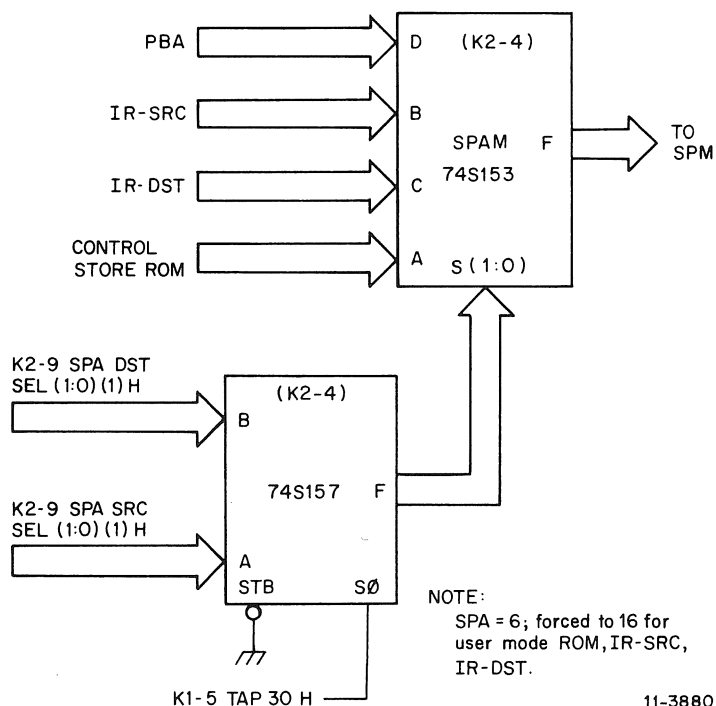 PBA
D
(K2-4)
IR-SRC
B
SPAM
F
TO
SPM
74S153
IR-DST
C
CONTROL
STORE ROM
A
S (1:0)
K2-9 SPA DST
SEL (1:0)(1) H
(K2-4)
B
74S157
F
K2-9 SPA SRC
SEL (1:0)(1) H
A
STB
SØ
NOTE:
SPA = 6; forced to 16 for
user mode ROM, IR-SRC,
IR-DST.
K1-5 TAP 30 H
11-3880